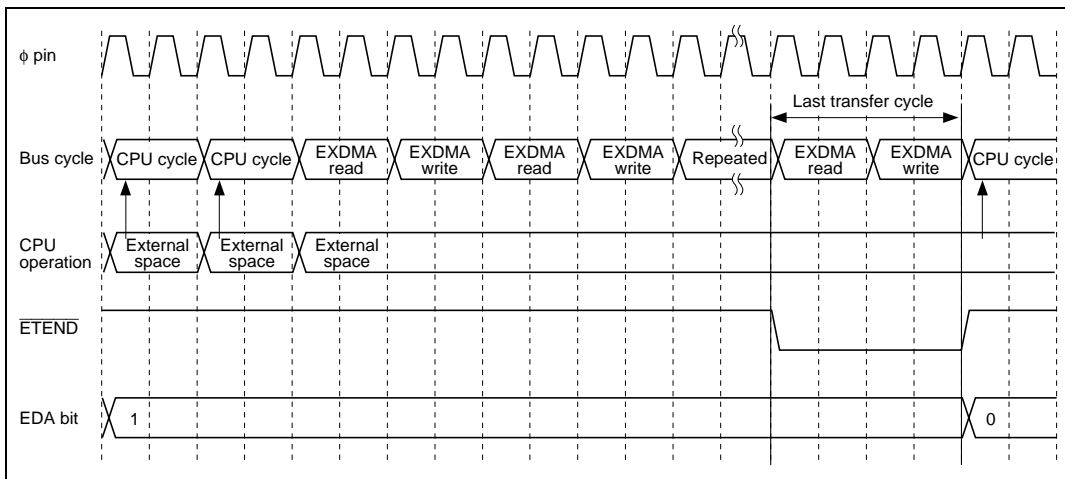 φ pin
Last transfer cycle
Bus cycle
CPU cycle
CPU cycle
EXDMA
read
EXDMA
write
EXDMA
read
EXDMA
write
Repeated
EXDMA
read
EXDMA
write
CPU cycle
CPU
operation
External
space
External
space
External
space
ETEND
EDA bit
1
0